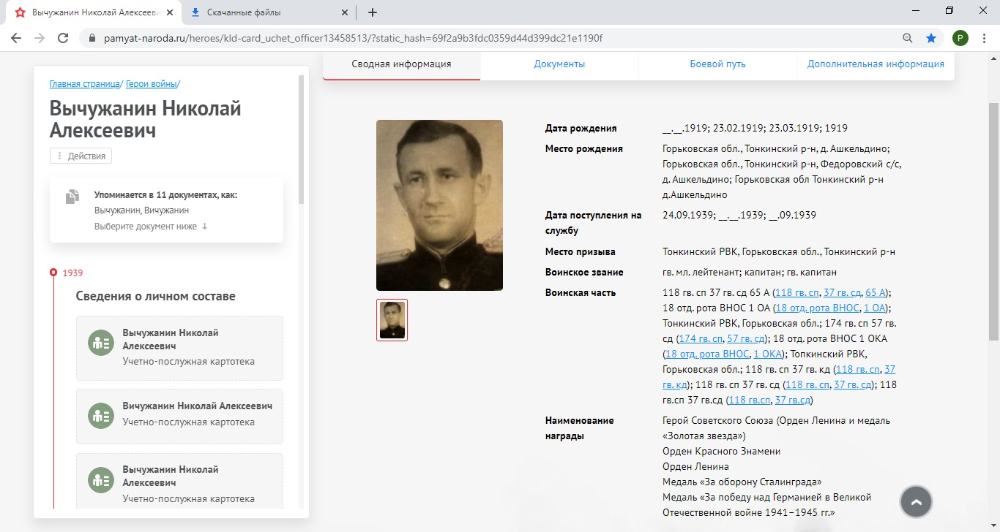 Вычужанин Николай Алексееви
Скачанные файлы
pamyat-naroda.ru/heroes/kld-card_uchet_officer13458513/?static_hash=69f2a9b3fdc0359d44d399dc21e1190f
P
Главная страница/ Герои войны/
Вычужанин Николай
Алексеевич
Действия
Упоминается в 11 документах, как:
Вычужанин, Вичужанин
Выберите документ ниже ↓
1939
Сведения о личном составе
Вычужанин Николай
Алексеевич
Учетно-послужная картотека
Вичужанин Николай Алексеевич
Учетно-послужная картотека
Вычужанин Николай
Алексеевич
Учетно-послужная картотека
Сводная информация
Документы
Боевой путь
Дополнительная информация
Дата рождения
__.__.1919; 23.02.1919; 23.03.1919; 1919
Место рождения
Горьковская обл., Тонкинский р-н, д. Ашкельдино;
Горьковская обл., Тонкинский р-н, Федоровский с/с,
д. Ашкельдино; Горьковская обл Тонкинский р-н
д.Ашкельдино
Дата поступления на
службу
24.09.1939; __.__.1939; __.09.1939
Место призыва
Тонкинский РВК, Горьковская обл., Тонкинский р-н
Воинское звание
гв. мл. лейтенант; капитан; гв. капитан
Воинская часть
118 гв. сп 37 гв. сд 65 А (118 гв. сп, 37 гв. сд, 65 А);
18 отд. рота ВНОС 1 ОА (18 отд. рота ВНОС, 1 ОА);
Тонкинский РВК, Горьковская обл.; 174 гв. сп 57 гв.
сд (174 гв. сп, 57 гв. сд); 18 отд. рота ВНОС 1 ОКА
(18 отд. рота ВНОС, 1 ОКА); Топкинский РВК,
Горьковская обл.; 118 гв. сп 37 гв. кд (118 гв. сп, 37
гв. кд); 118 гв. сп 37 гв. сд (118 гв. сп, 37 гв. сд); 118
гв.сп 37 гв.сд (118 гв.сп, 37 гв.сд)
Наименование
награды
Герой Советского Союза (Орден Ленина и медаль
«Золотая звезда»)
Орден Красного Знамени
Орден Ленина
Медаль «За оборону Сталинграда»
Медаль «За победу над Германией в Великой
Отечественной войне 1941–1945 гг.»